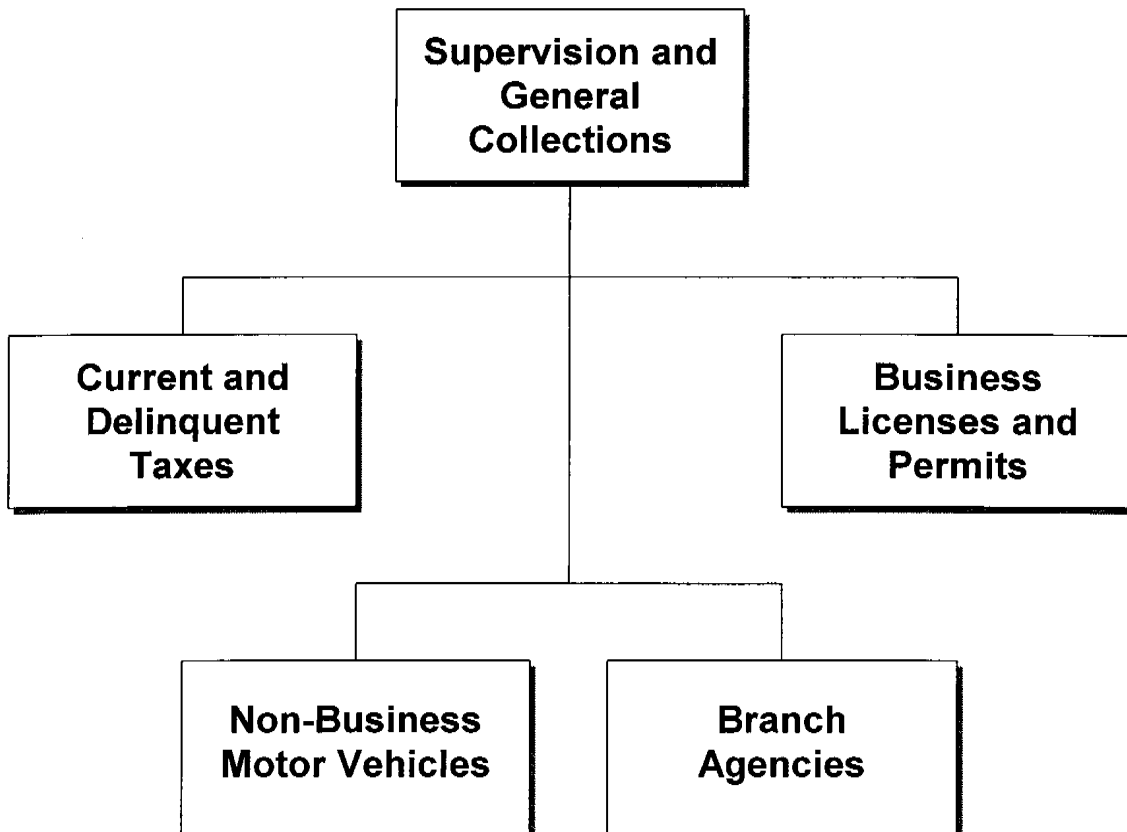 Supervision and
General
Collections
Current and
Delinquent
Taxes
Business
Licenses and
Permits
Non-Business
Motor Vehicles
Branch
Agencies